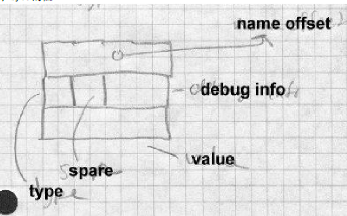 name offset
debug info
spare
value
type